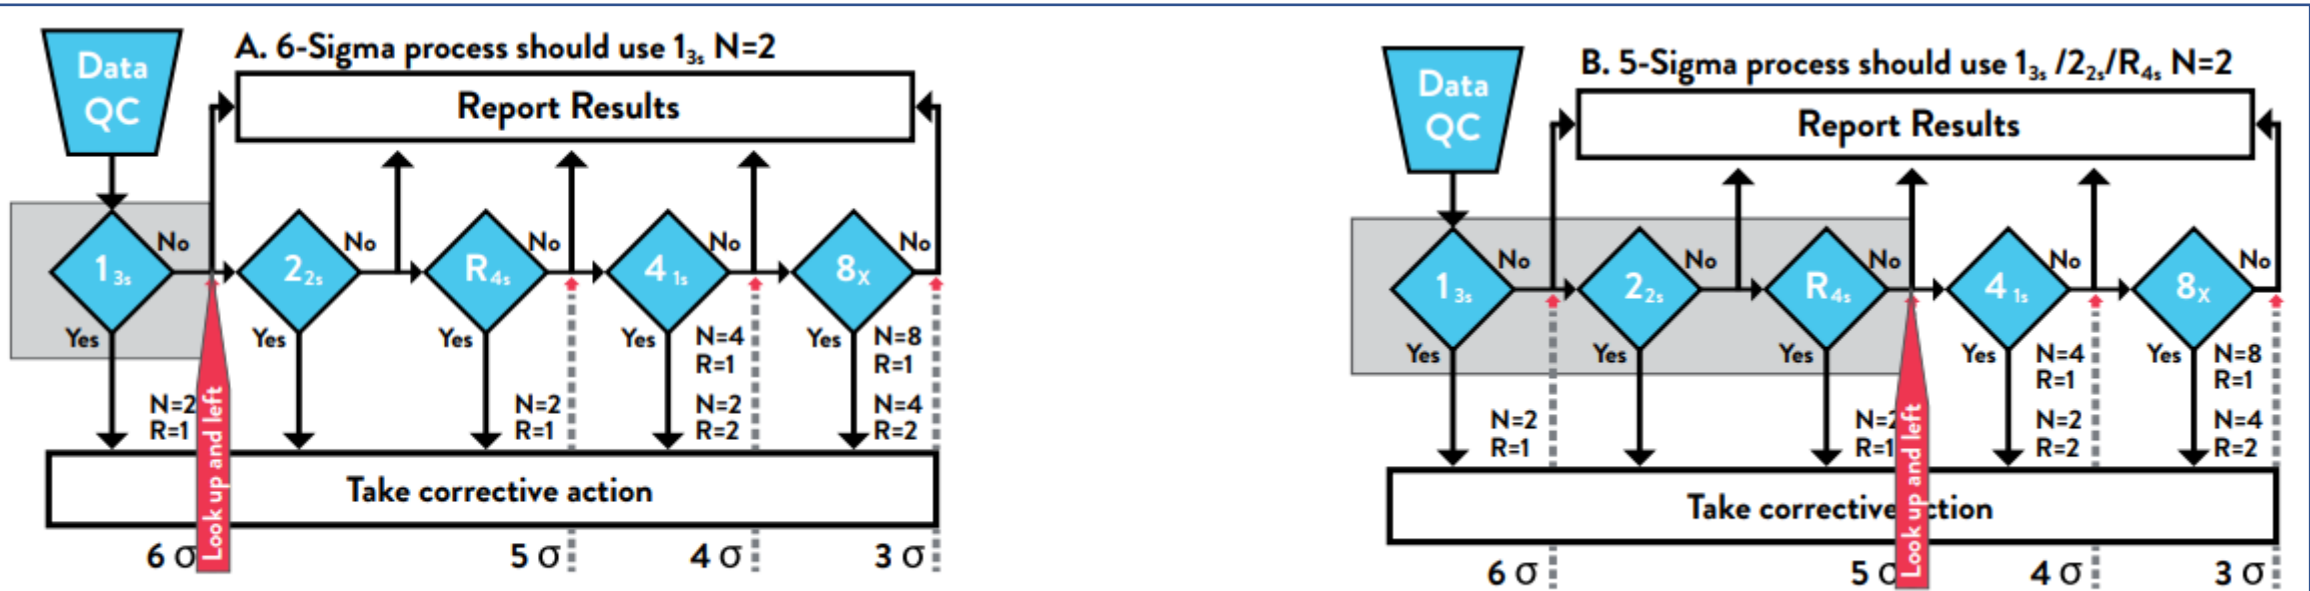 A. 6-Sigma process should use 1₃ₛ N=2
Data
QC
Report Results
No No No No No
1₃ₛ 2₂ₛ R₄ₛ 4₁ₛ 8ₓ
Yes Yes Yes Yes Yes
N=4 N=8
R=1 R=1
N=2 N=2 N=2 N=4
R=1 R=1 R=2 R=2
Look up and left
Take corrective action
6 σ 5 σ 4 σ 3 σ
B. 5-Sigma process should use 1₃ₛ /2₂ₛ/R₄ₛ N=2
Data
QC
Report Results
No No No No No
1₃ₛ 2₂ₛ R₄ₛ 4₁ₛ 8ₓ
Yes Yes Yes Yes Yes
N=4 N=8
R=1 R=1
N=2 N=2 N=2 N=4
R=1 R=1 R=2 R=2
Look up and left
Take corrective ction
6 σ 5 σ 4 σ 3 σ